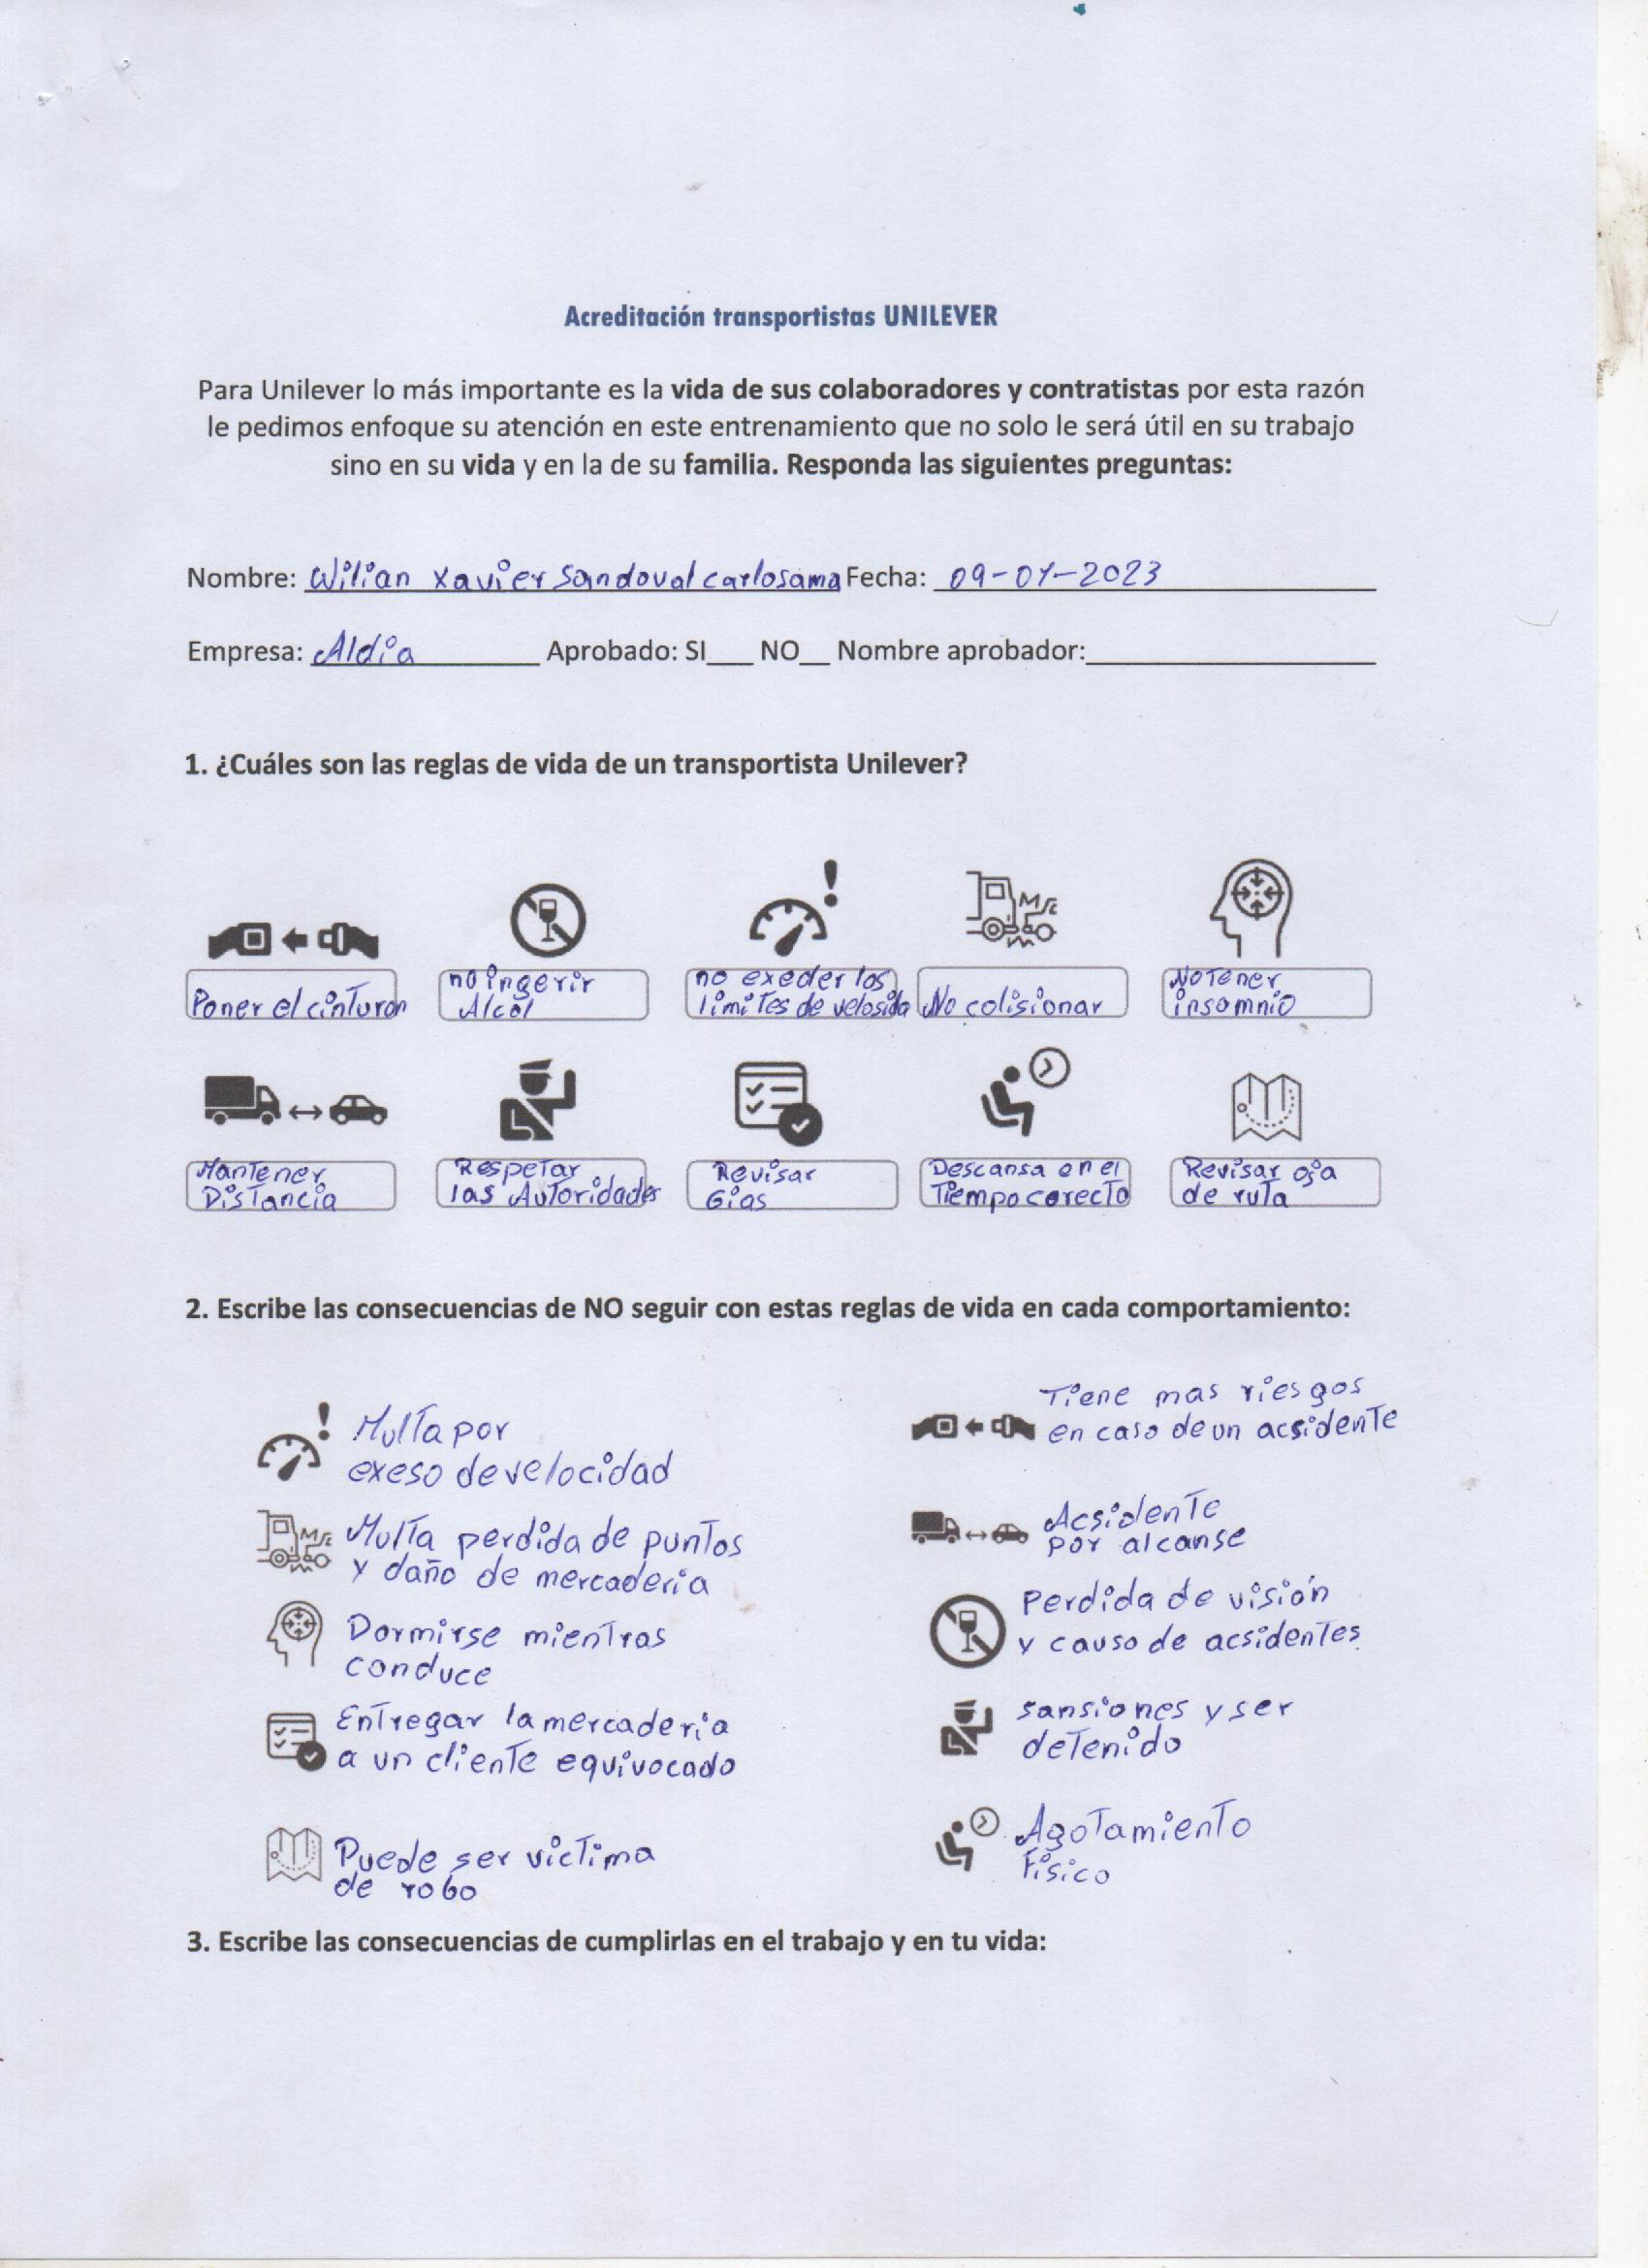 Acreditación transportistas UNILEVER
Para Unilever lo más importante es la vida de sus colaboradores y contratistas por esta razón
le pedimos enfoque su atención en este entrenamiento que no solo le será útil en su trabajo
sino en su vida y en la de su familia. Responda las siguientes preguntas:
Nombre: Wilian Xavier Sandoval carlosama Fecha: 09-01-2023
Empresa: Aldia Aprobado: SI___ NO__ Nombre aprobador:
1. ¿Cuáles son las reglas de vida de un transportista Unilever?
Poner el cinturon
no ingerir
Alcol
no exeder los
limites de velosida
No colisionar
No Tener
insomnio
Mantener
Distancia
Respetar
las Autoridades
Revisar
Gias
Descansa en el
Tiempo corecto
Revisar oja
de ruta
2. Escribe las consecuencias de NO seguir con estas reglas de vida en cada comportamiento:
Multa por
exeso de velocidad
Tiene mas riesgos
en caso de un acsidente
Multa perdida de puntos
y daño de mercaderia
Acsidente
por alcanse
Dormirse mientras
conduce
Perdida de visión
y causo de acsidentes
Entregar la mercaderia
a un cliente equivocado
sansiones y ser
detenido
Puede ser victima
de robo
Agotamiento
Físico
3. Escribe las consecuencias de cumplirlas en el trabajo y en tu vida: